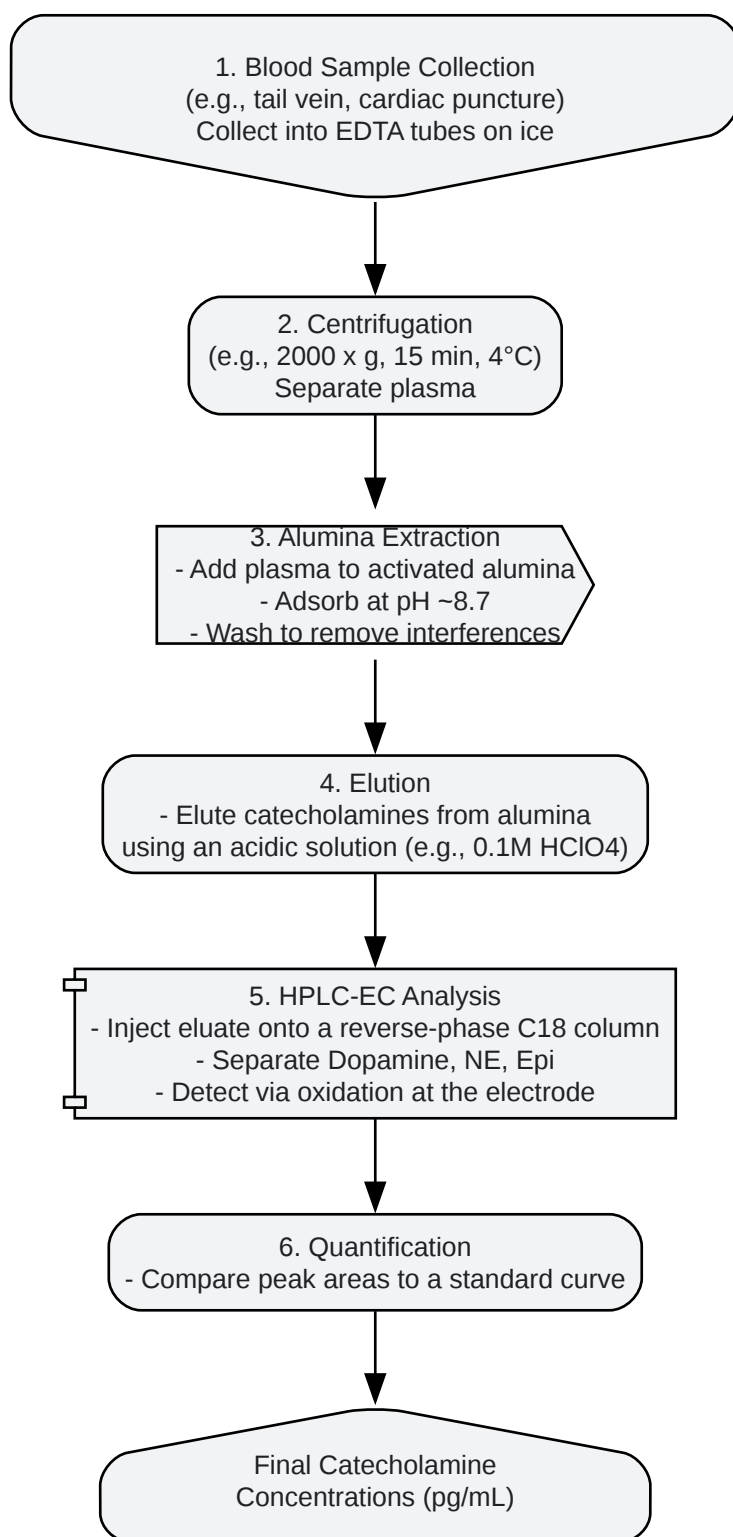 1. Blood Sample Collection
(e.g., tail vein, cardiac puncture)
Collect into EDTA tubes on ice
2. Centrifugation
(e.g., 2000 x g, 15 min, 4°C)
Separate plasma
3. Alumina Extraction
- Add plasma to activated alumina
- Adsorb at pH ~8.7
- Wash to remove interferences
4. Elution
- Elute catecholamines from alumina
using an acidic solution (e.g., 0.1M HClO4)
5. HPLC-EC Analysis
- Inject eluate onto a reverse-phase C18 column
- Separate Dopamine, NE, Epi
- Detect via oxidation at the electrode
6. Quantification
- Compare peak areas to a standard curve
Final Catecholamine
Concentrations (pg/mL)